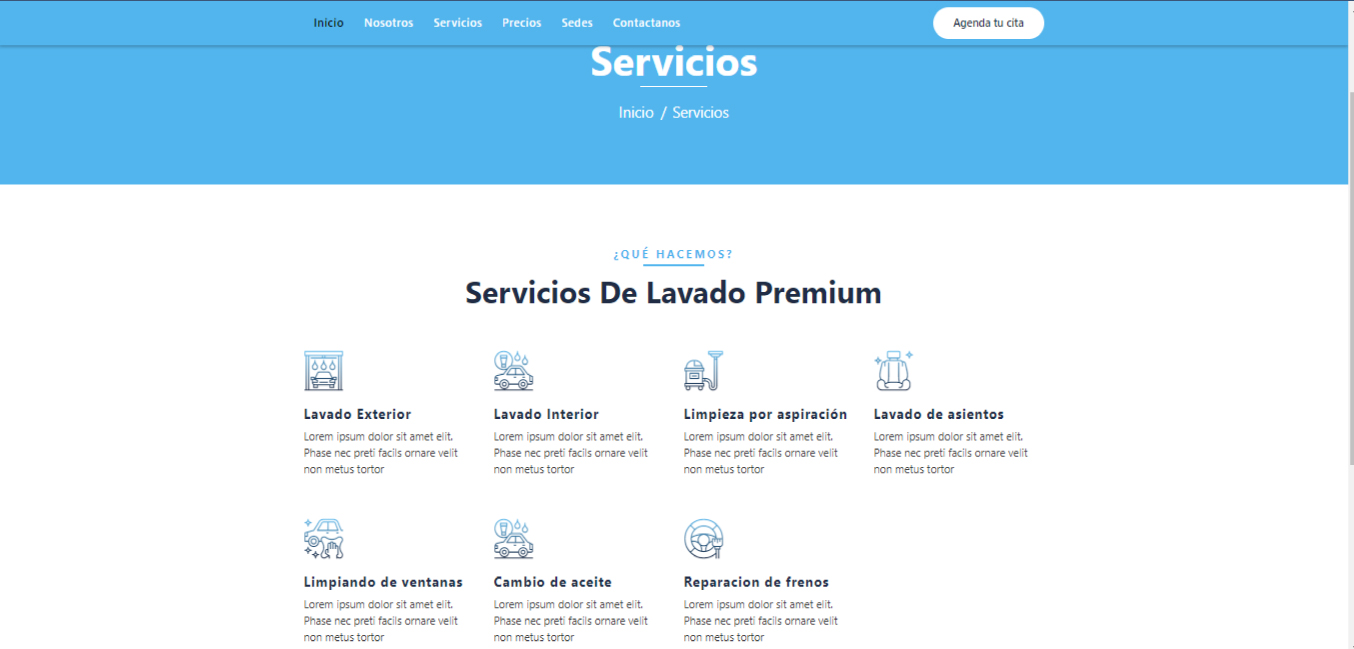 Inicio Nosotros Servicios Precios Sedes Contactanos Agenda tu cita
Servicios
Inicio / Servicios
¿QUÉ HACEMOS?
Servicios De Lavado Premium
Lavado Exterior
Lorem ipsum dolor sit amet elit.
Phase nec preti facils ornare velit
non metus tortor
Lavado Interior
Lorem ipsum dolor sit amet elit.
Phase nec preti facils ornare velit
non metus tortor
Limpieza por aspiración
Lorem ipsum dolor sit amet elit.
Phase nec preti facils ornare velit
non metus tortor
Lavado de asientos
Lorem ipsum dolor sit amet elit.
Phase nec preti facils ornare velit
non metus tortor
Limpiando de ventanas
Lorem ipsum dolor sit amet elit.
Phase nec preti facils ornare velit
non metus tortor
Cambio de aceite
Lorem ipsum dolor sit amet elit.
Phase nec preti facils ornare velit
non metus tortor
Reparacion de frenos
Lorem ipsum dolor sit amet elit.
Phase nec preti facils ornare velit
non metus tortor